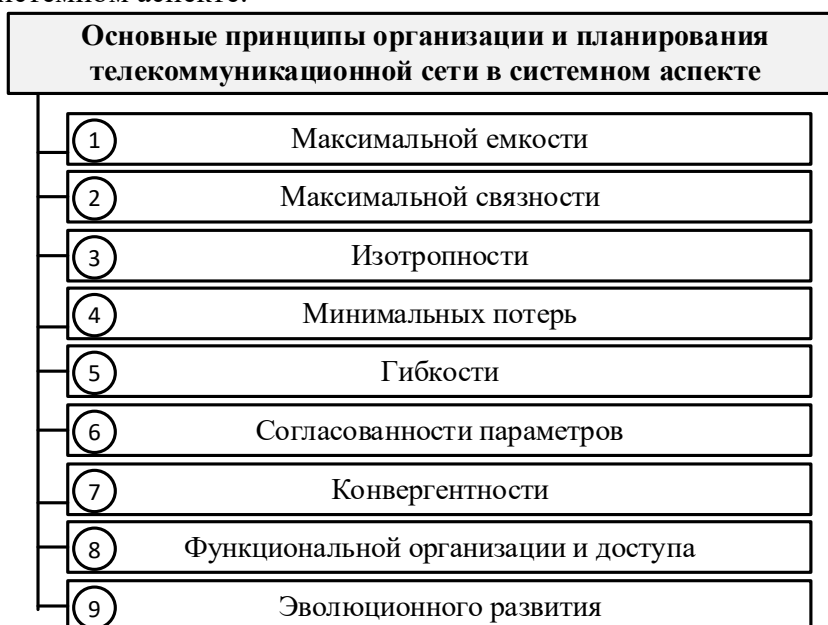 системном аспекте.
Основные принципы организации и планирования
телекоммуникационной сети в системном аспекте
1 Максимальной емкости
2 Максимальной связности
3 Изотропности
4 Минимальных потерь
5 Гибкости
6 Согласованности параметров
7 Конвергентности
8 Функциональной организации и доступа
9 Эволюционного развития